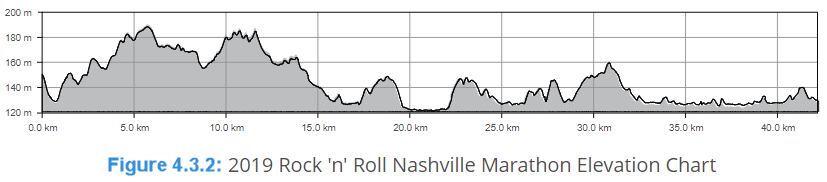 200 m
180 m
160 m
140 m
120 m
0.0 km 5.0 km 10.0 km 15.0 km 20.0 km 25.0 km 30.0 km 35.0 km 40.0 km
Figure 4.3.2: 2019 Rock 'n' Roll Nashville Marathon Elevation Chart